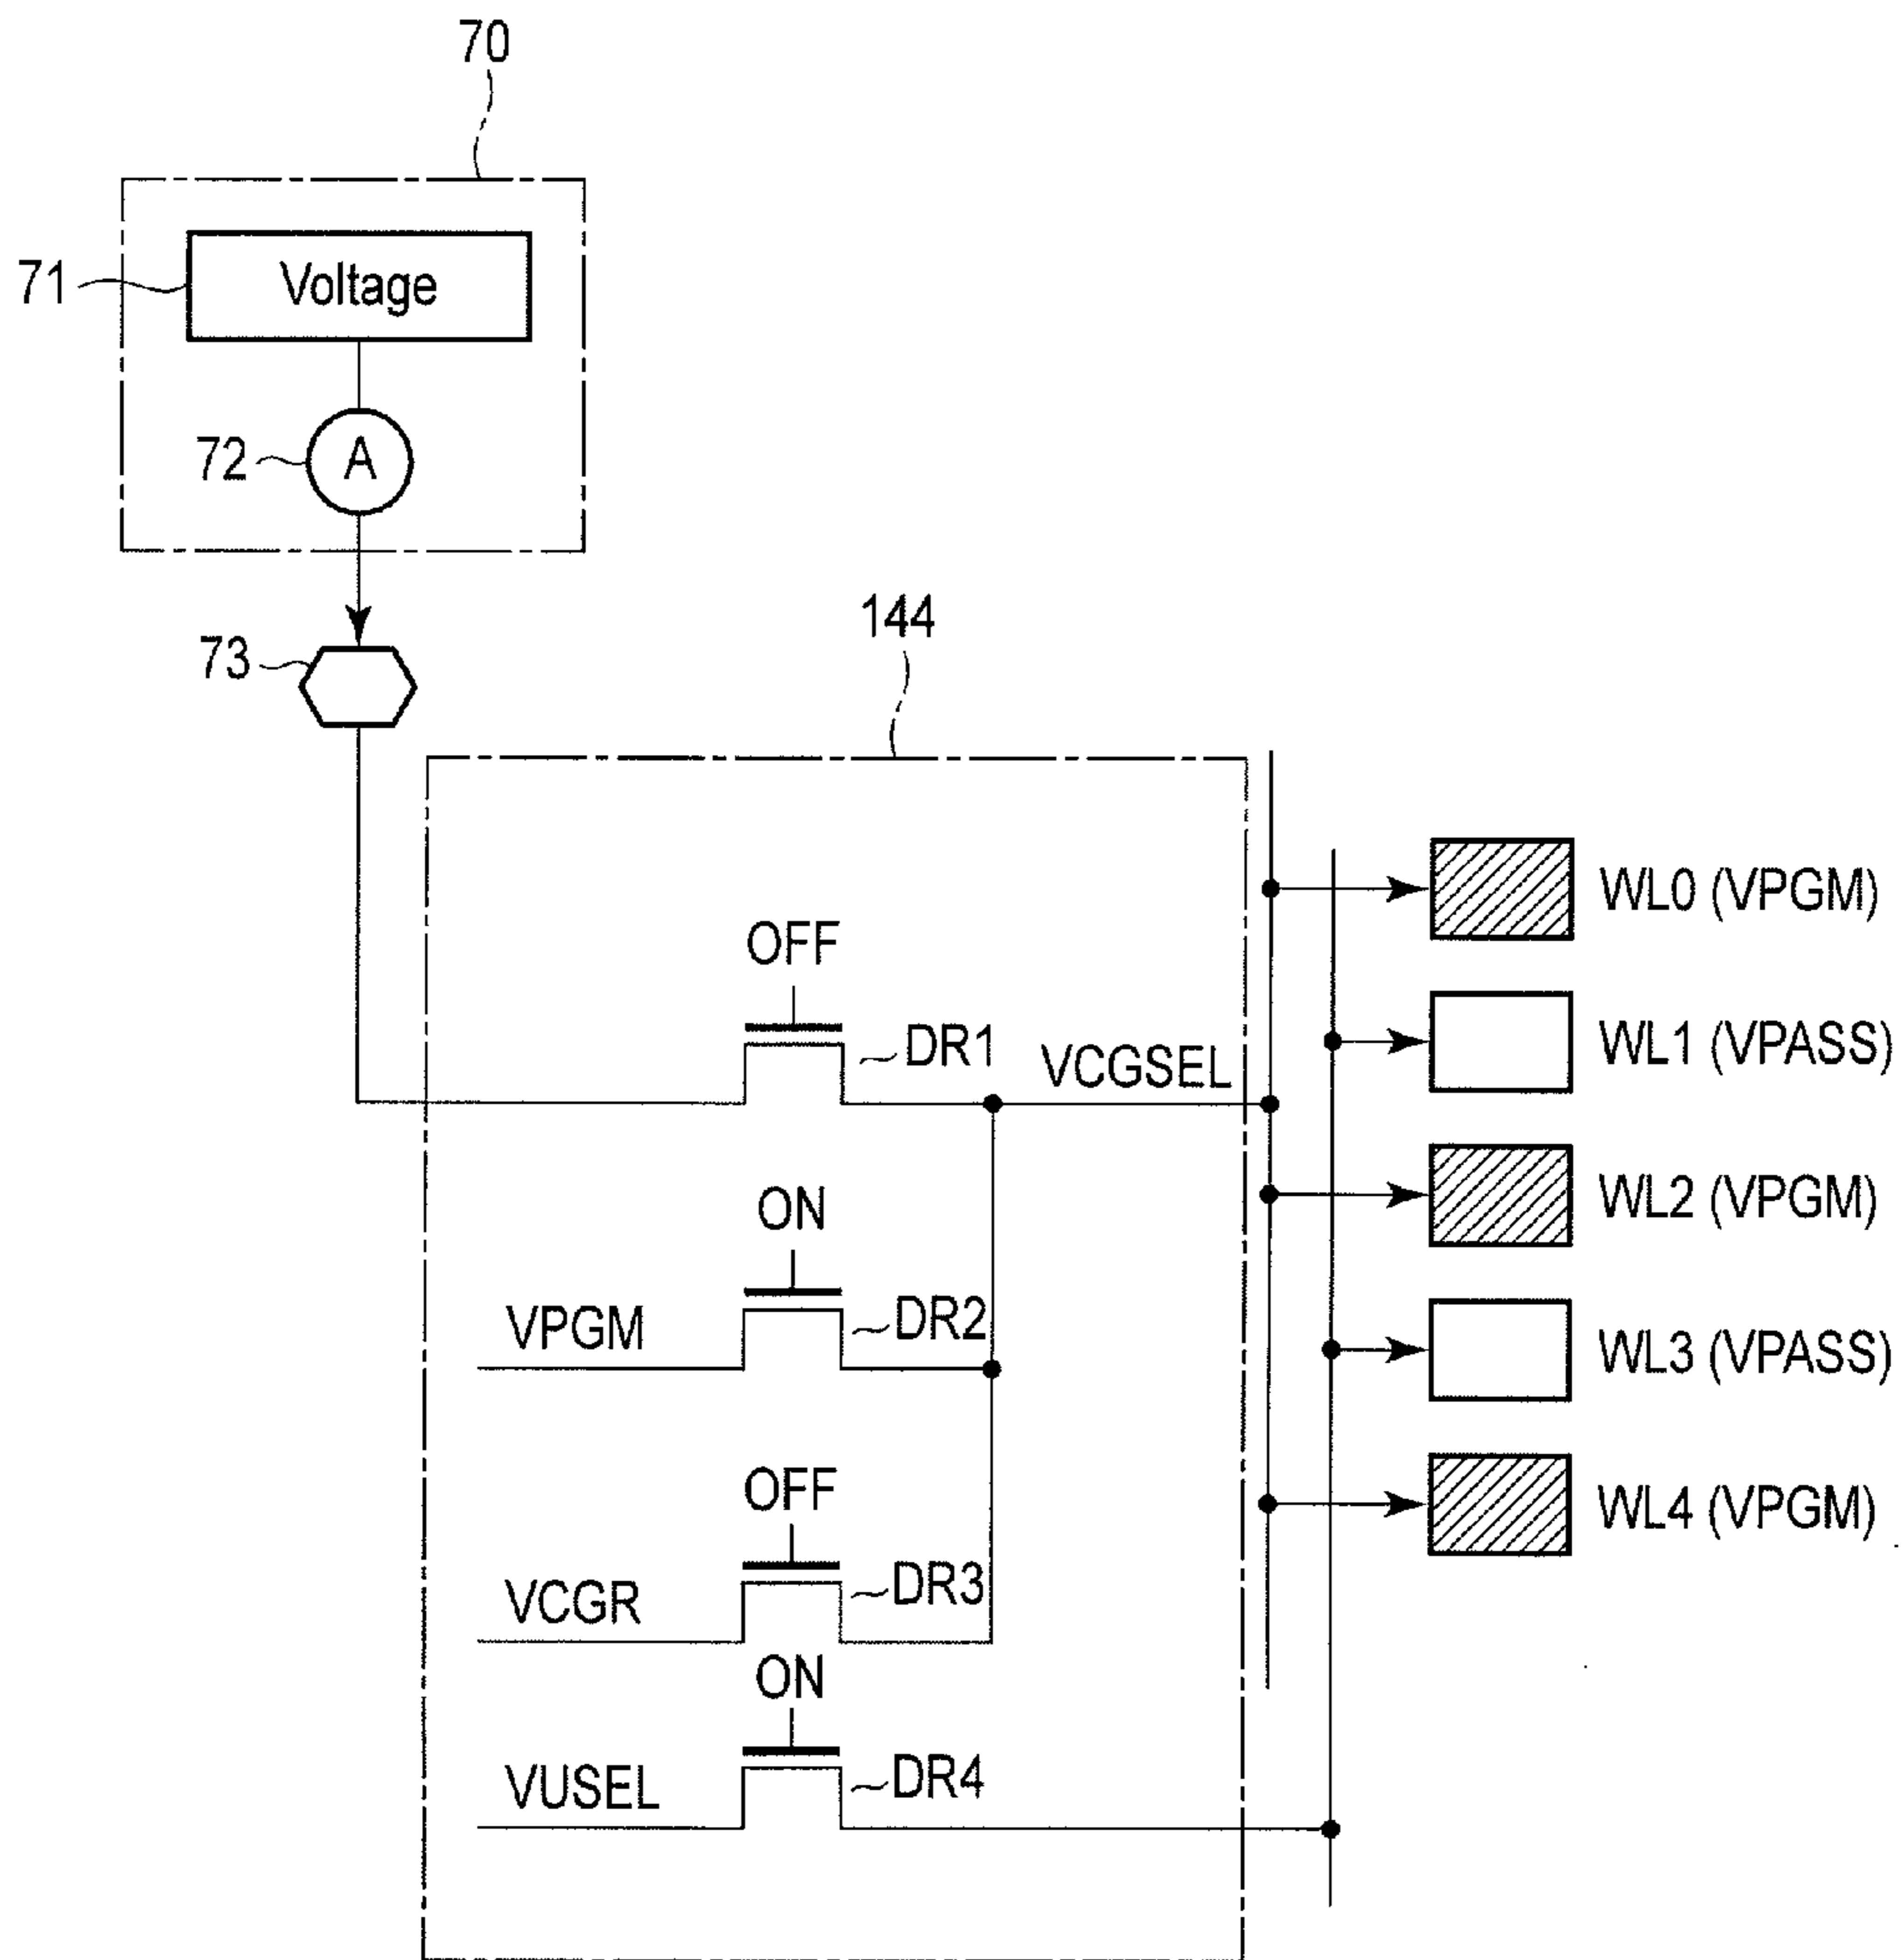 70
71
Voltage
72
A
73
144
WL0 (VPGM)
OFF
DR1
VCGSEL
WL1 (VPASS)
ON
WL2 (VPGM)
VPGM
DR2
WL3 (VPASS)
OFF
WL4 (VPGM)
VCGR
DR3
ON
VUSEL
DR4